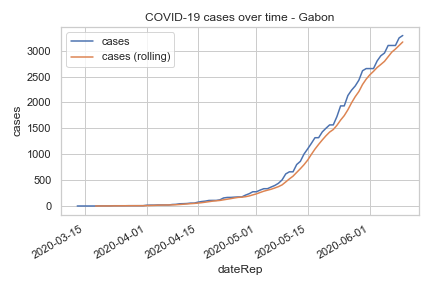 COVID-19 cases over time - Gabon
cases
cases (rolling)
3000
2500
2000
1500
1000
500
0
cases
2020-03-15
2020-04-01
2020-04-15
2020-05-01
2020-05-15
2020-06-01
dateRep